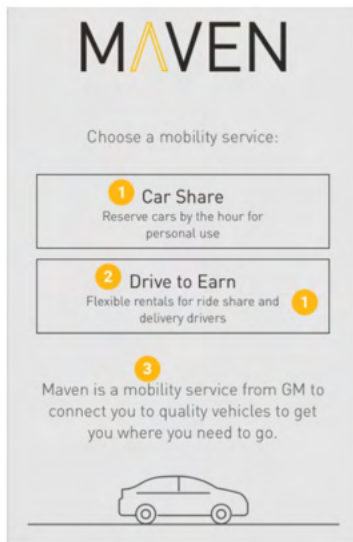 MAVEN
Choose a mobility service:
1 Car Share
Reserve cars by the hour for
personal use
2 Drive to Earn
Flexible rentals for ride share and 1
delivery drivers
3
Maven is a mobility service from GM to
connect you to quality vehicles to get
you where you need to go.